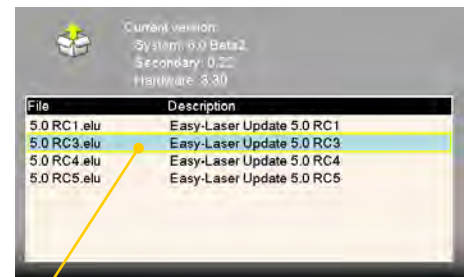 Current version:
System: 6.0 Beta2
Secondary: 0.22
Hardware: 3.30
File Description
5.0 RC1.elu Easy-Laser Update 5.0 RC1
5.0 RC3.elu Easy-Laser Update 5.0 RC3
5.0 RC4.elu Easy-Laser Update 5.0 RC4
5.0 RC5.elu Easy-Laser Update 5.0 RC5